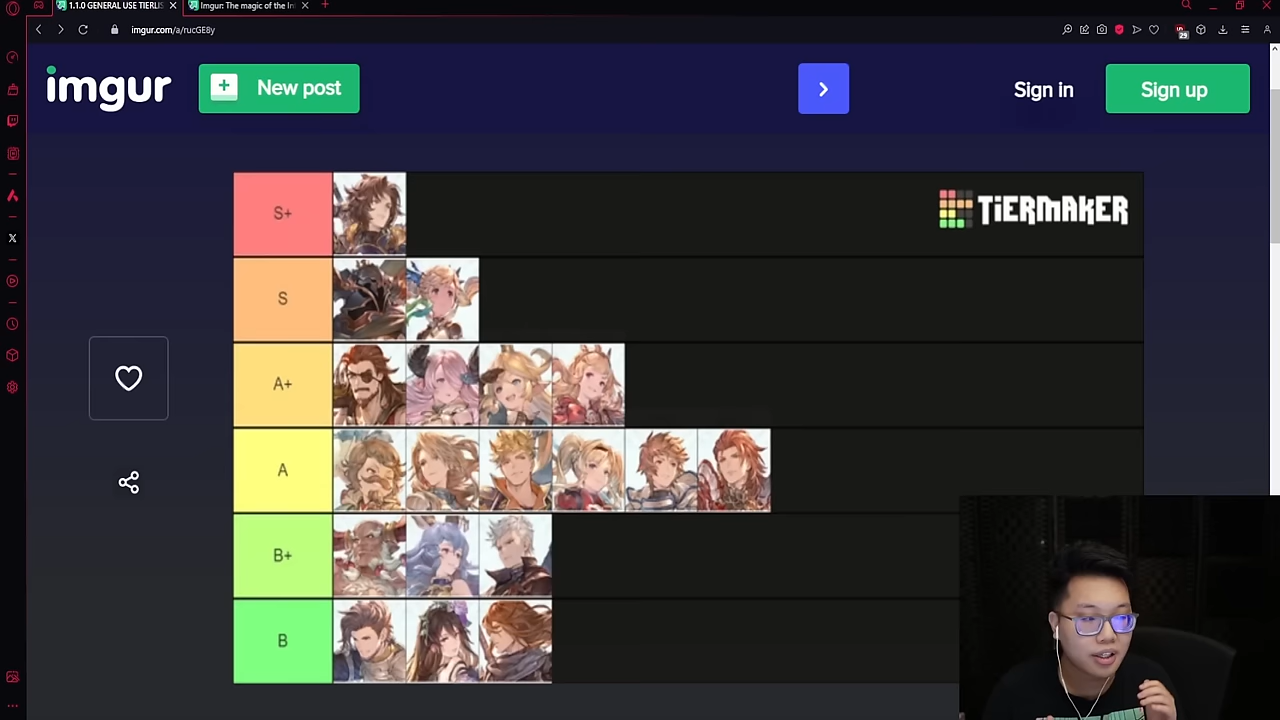 1.1.0 GENERAL USE TIERLIS
Imgur: The magic of the Int
imgur.com/a/rucGE8y
imgur
New post
Sign in
Sign up
S+
TiERMAKER
S
A+
A
B+
B